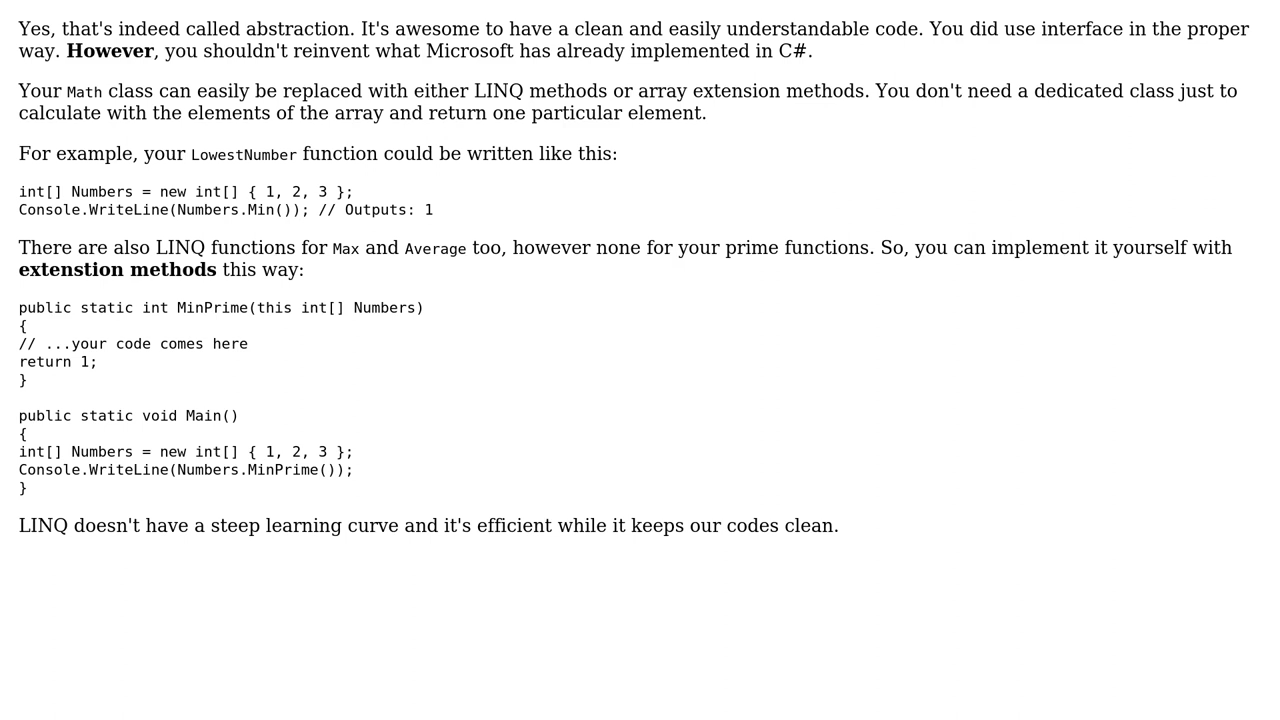 Yes, that's indeed called abstraction. It's awesome to have a clean and easily understandable code. You did use interface in the proper
way. However, you shouldn't reinvent what Microsoft has already implemented in C#.
Your Math class can easily be replaced with either LINQ methods or array extension methods. You don't need a dedicated class just to
calculate with the elements of the array and return one particular element.
For example, your LowestNumber function could be written like this:
int[] Numbers = new int[] { 1, 2, 3 };
Console.WriteLine(Numbers.Min()); // Outputs: 1
There are also LINQ functions for Max and Average too, however none for your prime functions. So, you can implement it yourself with
extenstion methods this way:
public static int MinPrime(this int[] Numbers)
{
// ...your code comes here
return 1;
}
public static void Main()
{
int[] Numbers = new int[] { 1, 2, 3 };
Console.WriteLine(Numbers.MinPrime());
}
LINQ doesn't have a steep learning curve and it's efficient while it keeps our codes clean.